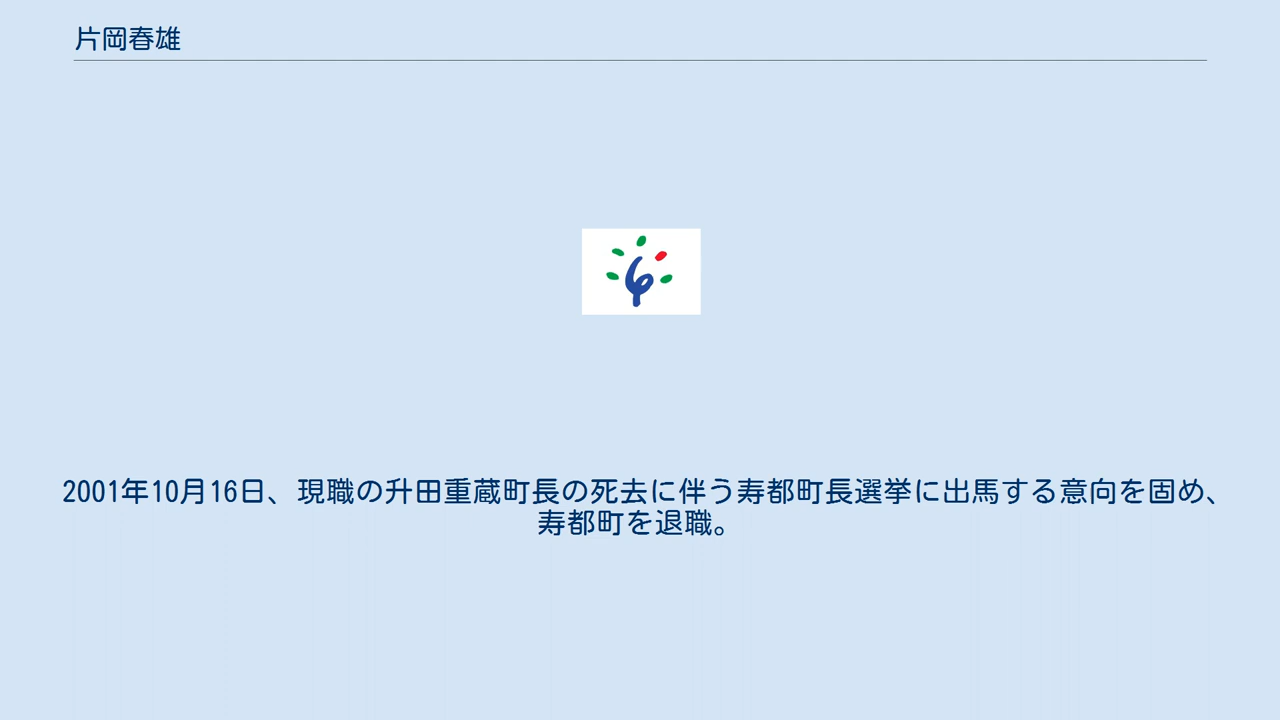 片岡春雄
2001年10月16日、現職の升田重蔵町長の死去に伴う寿都町長選挙に出馬する意向を固め、
寿都町を退職。